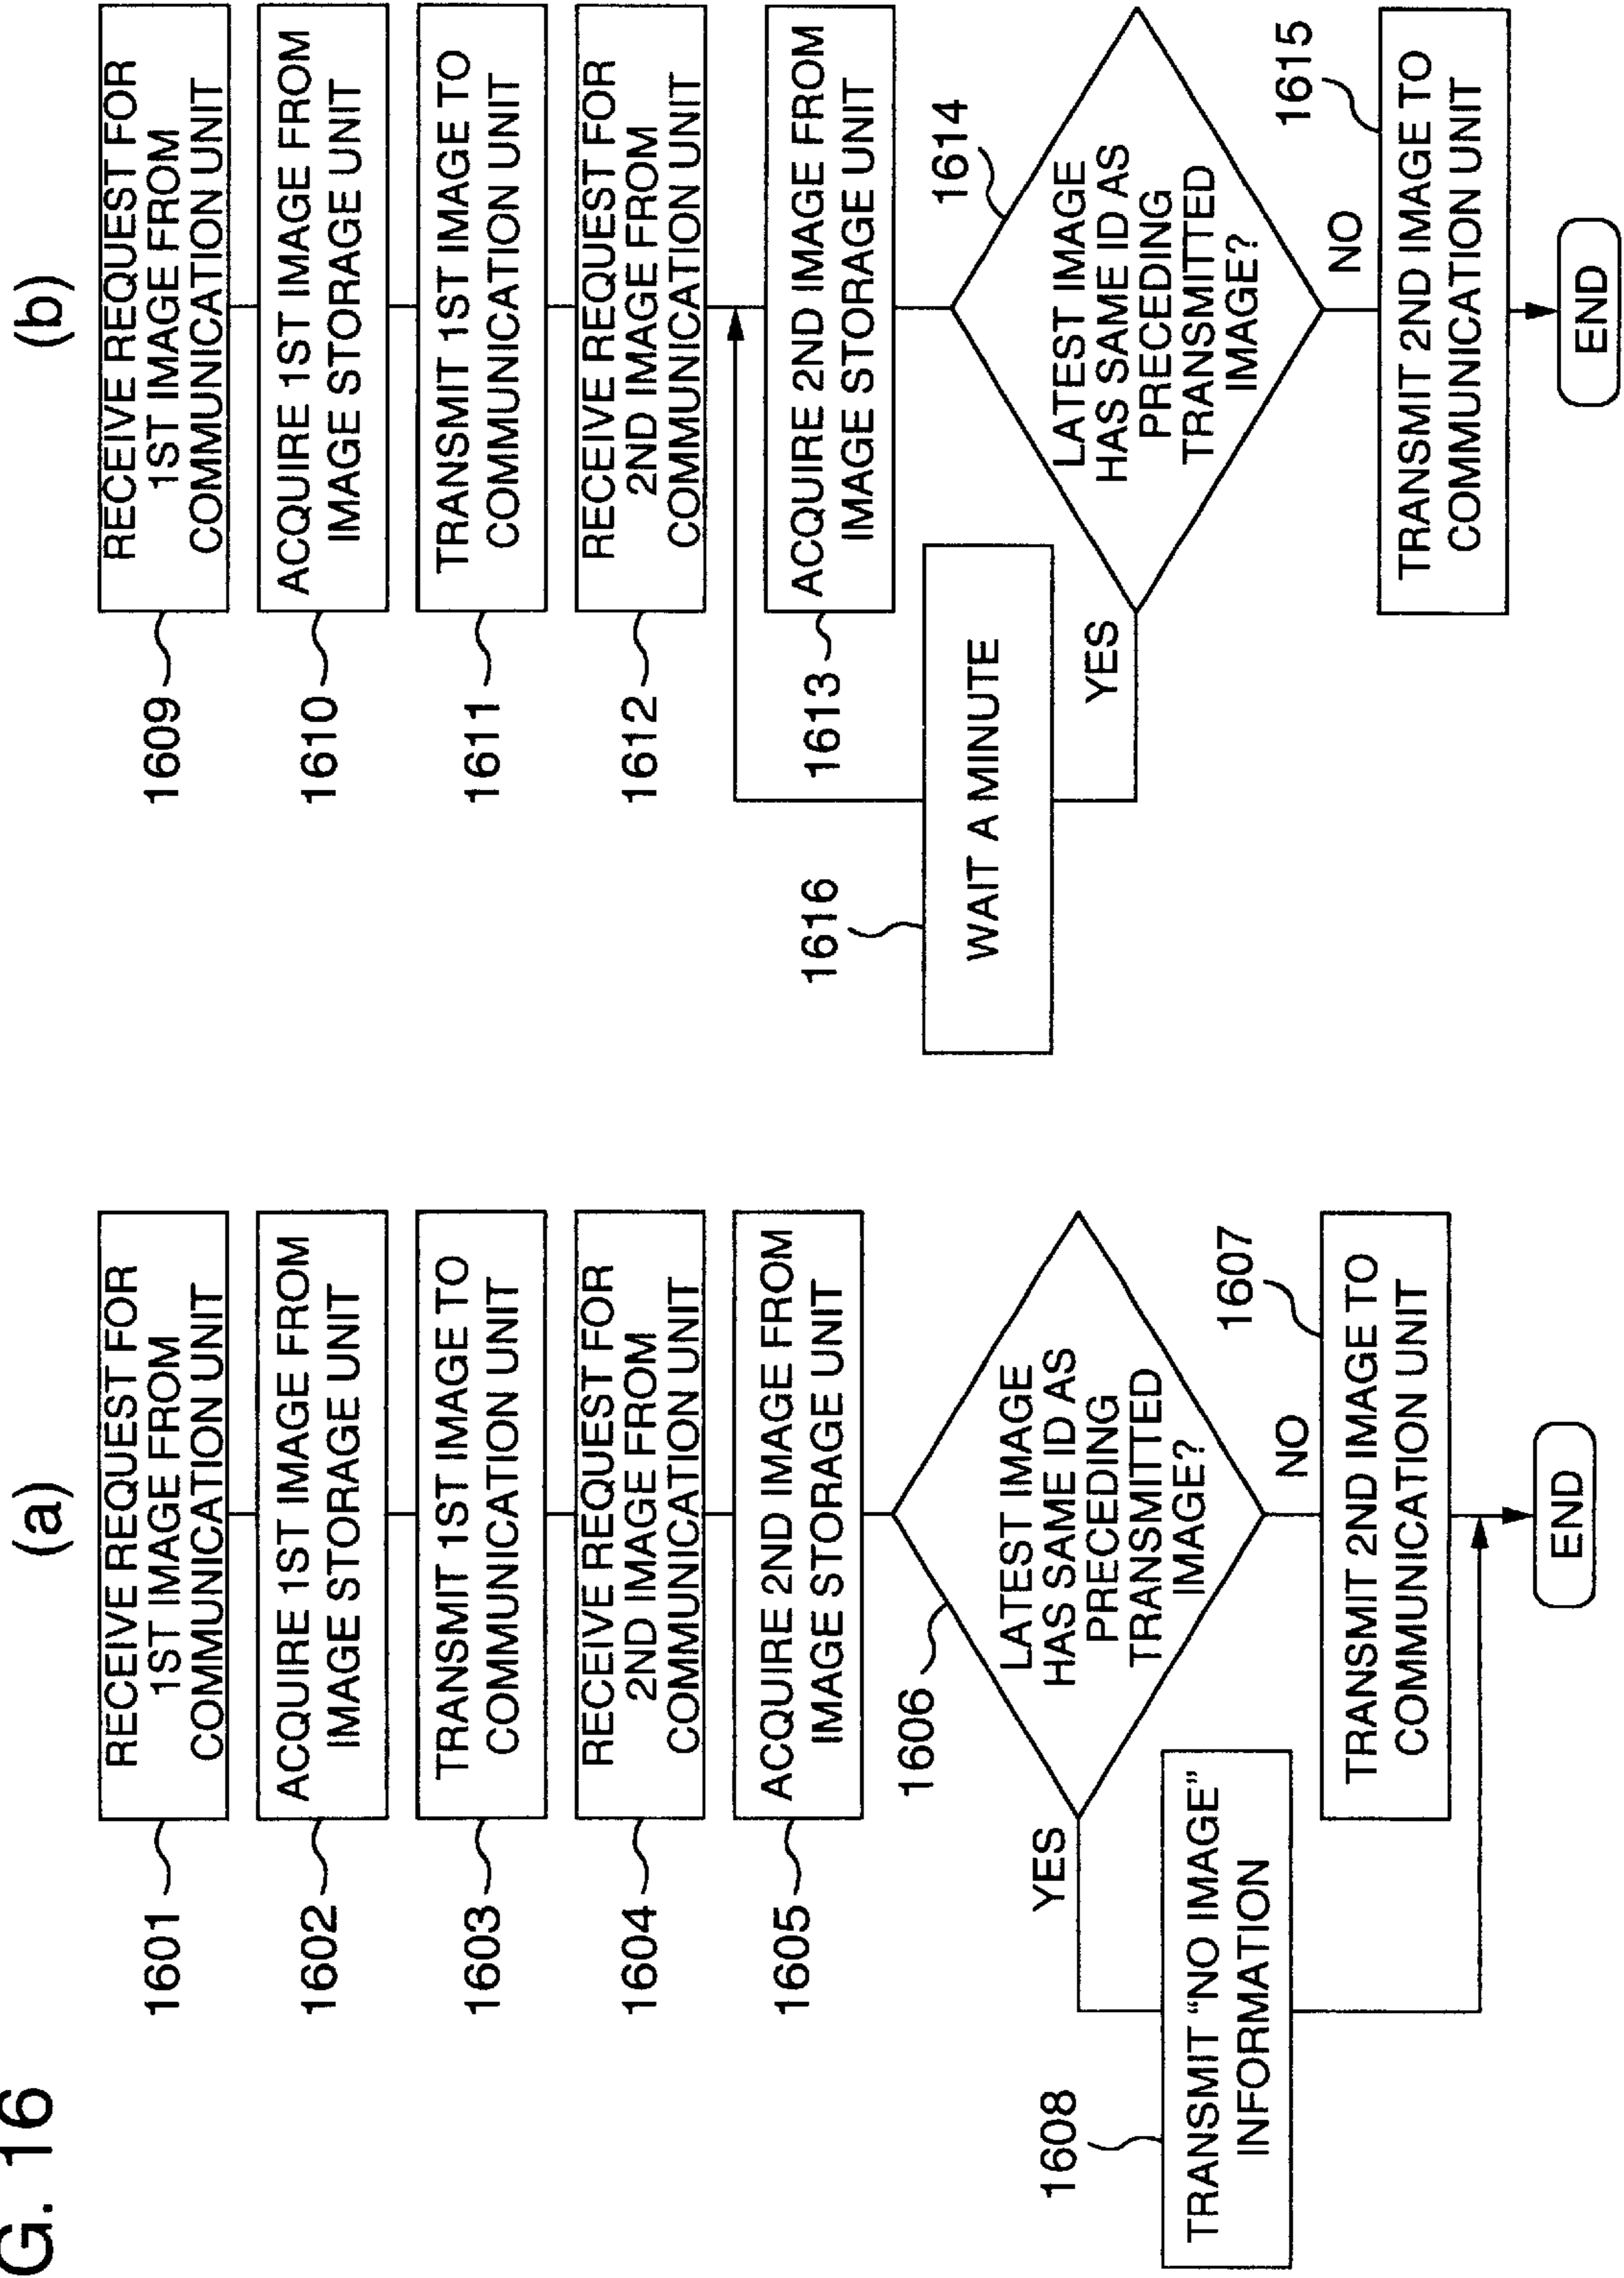 G. 16
(a)
1601
RECEIVE REQUEST FOR
1ST IMAGE FROM
COMMUNICATION UNIT
1602
ACQUIRE 1ST IMAGE FROM
IMAGE STORAGE UNIT
1603
TRANSMIT 1ST IMAGE TO
COMMUNICATION UNIT
1604
RECEIVE REQUEST FOR
2ND IMAGE FROM
COMMUNICATION UNIT
1605
ACQUIRE 2ND IMAGE FROM
IMAGE STORAGE UNIT
1606
LATEST IMAGE
HAS SAME ID AS
PRECEDING
TRANSMITTED
IMAGE?
YES
NO
1608
TRANSMIT “NO IMAGE”
INFORMATION
1607
TRANSMIT 2ND IMAGE TO
COMMUNICATION UNIT
END
(b)
1609
RECEIVE REQUEST FOR
1ST IMAGE FROM
COMMUNICATION UNIT
1610
ACQUIRE 1ST IMAGE FROM
IMAGE STORAGE UNIT
1611
TRANSMIT 1ST IMAGE TO
COMMUNICATION UNIT
1612
RECEIVE REQUEST FOR
2ND IMAGE FROM
COMMUNICATION UNIT
1613
ACQUIRE 2ND IMAGE FROM
IMAGE STORAGE UNIT
1616
WAIT A MINUTE
1614
LATEST IMAGE
HAS SAME ID AS
PRECEDING
TRANSMITTED
IMAGE?
YES
NO
1615
TRANSMIT 2ND IMAGE TO
COMMUNICATION UNIT
END